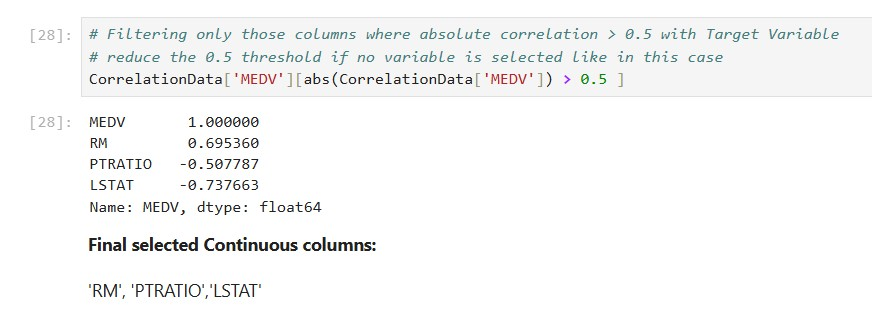 [28]: # Filtering only those columns where absolute correlation > 0.5 with Target Variable
# reduce the 0.5 threshold if no variable is selected like in this case
CorrelationData['MEDV'][abs(CorrelationData['MEDV']) > 0.5 ]
[28]: MEDV 1.000000
RM 0.695360
PTRATIO -0.507787
LSTAT -0.737663
Name: MEDV, dtype: float64
Final selected Continuous columns:
'RM', 'PTRATIO','LSTAT'